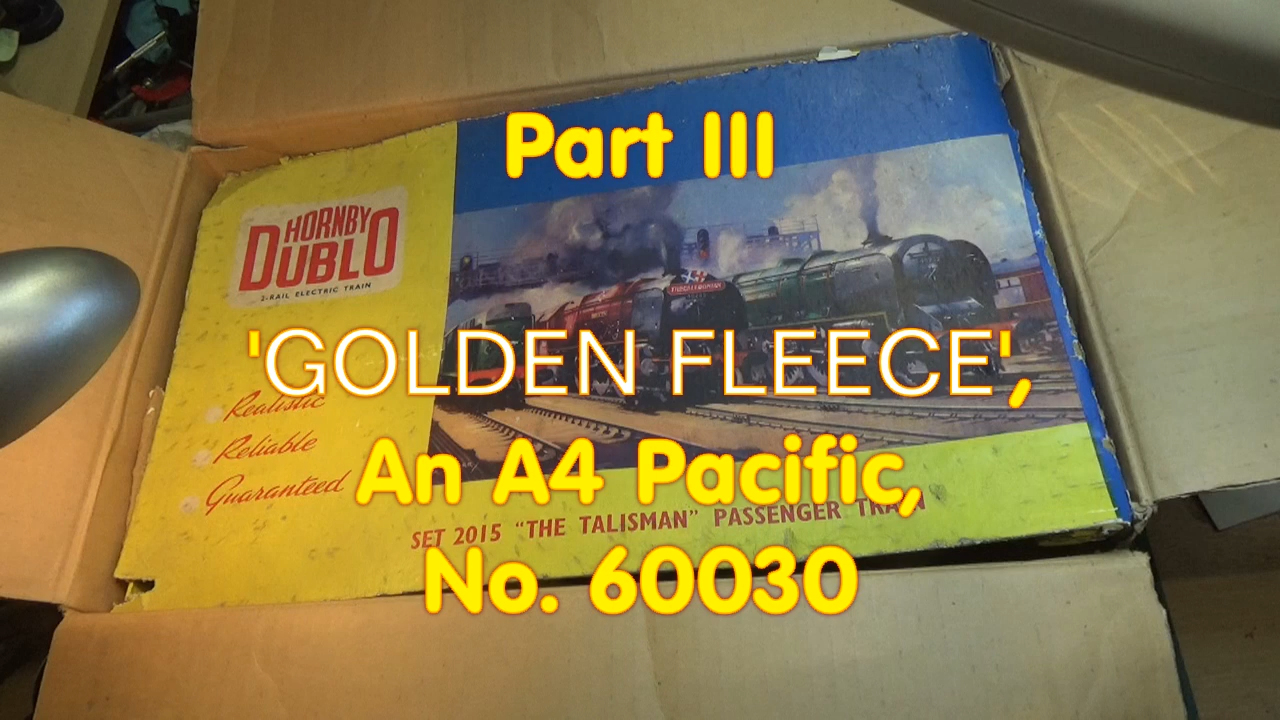 Part III
HORNBY
DUBLO
2-RAIL ELECTRIC TRAIN
'GOLDEN FLEECE',
Realistic
Reliable
Guaranteed
An A4 Pacific,
SET 2015 "THE TALISMAN" PASSENGER TRAIN
No. 60030